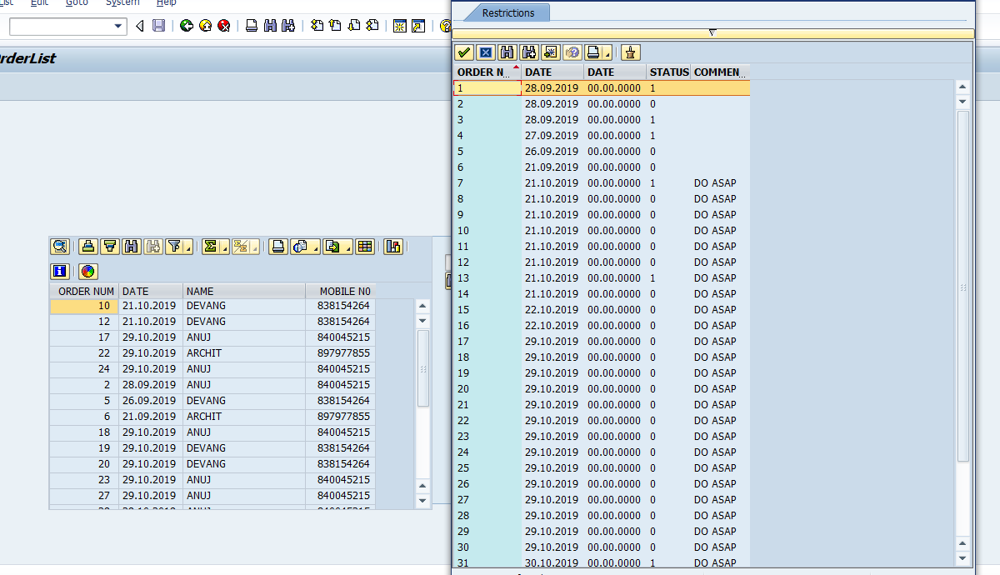 List Edit Goto System Help
rderList
ORDER NUM DATE NAME MOBILE N0
10 21.10.2019 DEVANG 838154264
12 21.10.2019 DEVANG 838154264
17 29.10.2019 ANUJ 840045215
22 29.10.2019 ARCHIT 897977855
24 29.10.2019 ANUJ 840045215
2 28.09.2019 ANUJ 840045215
5 26.09.2019 DEVANG 838154264
6 21.09.2019 ARCHIT 897977855
18 29.10.2019 ANUJ 840045215
19 29.10.2019 DEVANG 838154264
20 29.10.2019 DEVANG 838154264
23 29.10.2019 ANUJ 840045215
27 29.10.2019 ANUJ 840045215
Restrictions
ORDER N... DATE DATE STATUS COMMEN...
1 28.09.2019 00.00.0000 1
2 28.09.2019 00.00.0000 0
3 28.09.2019 00.00.0000 1
4 27.09.2019 00.00.0000 1
5 26.09.2019 00.00.0000 0
6 21.09.2019 00.00.0000 0
7 21.10.2019 00.00.0000 1 DO ASAP
8 21.10.2019 00.00.0000 0 DO ASAP
9 21.10.2019 00.00.0000 0 DO ASAP
10 21.10.2019 00.00.0000 0 DO ASAP
11 21.10.2019 00.00.0000 0 DO ASAP
12 21.10.2019 00.00.0000 0 DO ASAP
13 21.10.2019 00.00.0000 1 DO ASAP
14 21.10.2019 00.00.0000 0 DO ASAP
15 22.10.2019 00.00.0000 0 DO ASAP
16 22.10.2019 00.00.0000 0 DO ASAP
17 29.10.2019 00.00.0000 0 DO ASAP
18 29.10.2019 00.00.0000 0 DO ASAP
19 29.10.2019 00.00.0000 0 DO ASAP
20 29.10.2019 00.00.0000 0 DO ASAP
21 29.10.2019 00.00.0000 0 DO ASAP
22 29.10.2019 00.00.0000 0 DO ASAP
23 29.10.2019 00.00.0000 0 DO ASAP
24 29.10.2019 00.00.0000 0 DO ASAP
25 29.10.2019 00.00.0000 0 DO ASAP
26 29.10.2019 00.00.0000 0 DO ASAP
27 29.10.2019 00.00.0000 0 DO ASAP
28 29.10.2019 00.00.0000 0 DO ASAP
29 29.10.2019 00.00.0000 0 DO ASAP
30 29.10.2019 00.00.0000 0 DO ASAP
31 30.10.2019 00.00.0000 1 DO ASAP